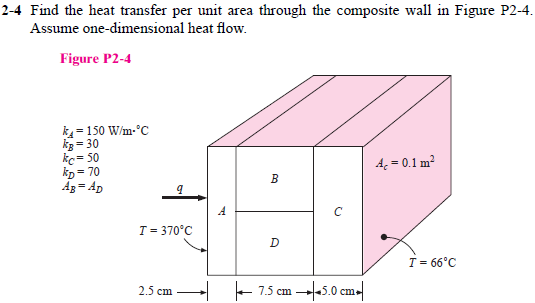 2-4 Find the heat transfer per unit area through the composite wall in Figure P2-4.
Assume one-dimensional heat flow.
Figure P2-4
k_A = 150 W/m·°C
k_B = 30
k_C = 50
k_D = 70
A_B = A_D
q
A
B
D
C
A_c = 0.1 m²
T = 370°C
T = 66°C
2.5 cm
7.5 cm
5.0 cm